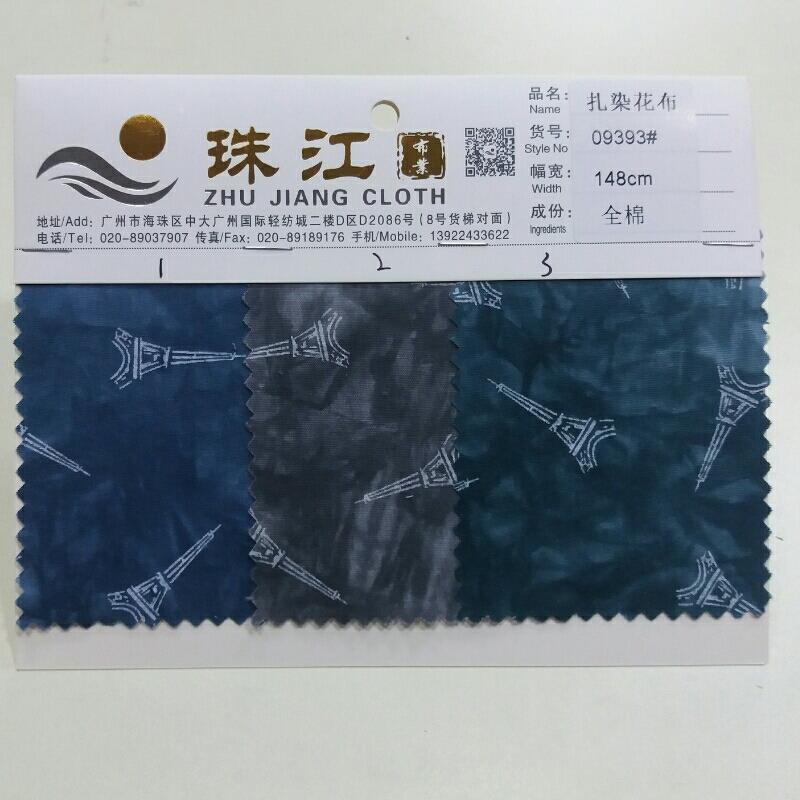 珠江 布業
ZHU JIANG CLOTH
地址/Add: 广州市海珠区中大广州国际轻纺城二楼D区D2086号(8号货梯对面)
电话/Tel: 020-89037907 传真/Fax: 020-89189176 手机/Mobile: 13922433622
品名: 扎染花布
Name
货号: 09393#
Style No
幅宽: 148cm
Width
成份: 全棉
Ingredients
1 2 3